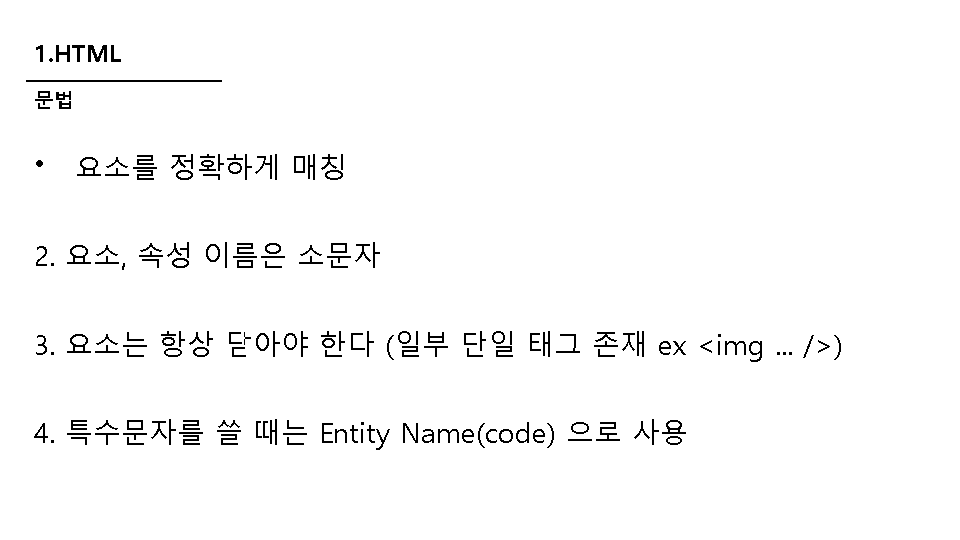 1.HTML
문법
• 요소를 정확하게 매칭
2. 요소, 속성 이름은 소문자
3. 요소는 항상 닫아야 한다 (일부 단일 태그 존재 ex <img ... />)
4. 특수문자를 쓸 때는 Entity Name(code) 으로 사용